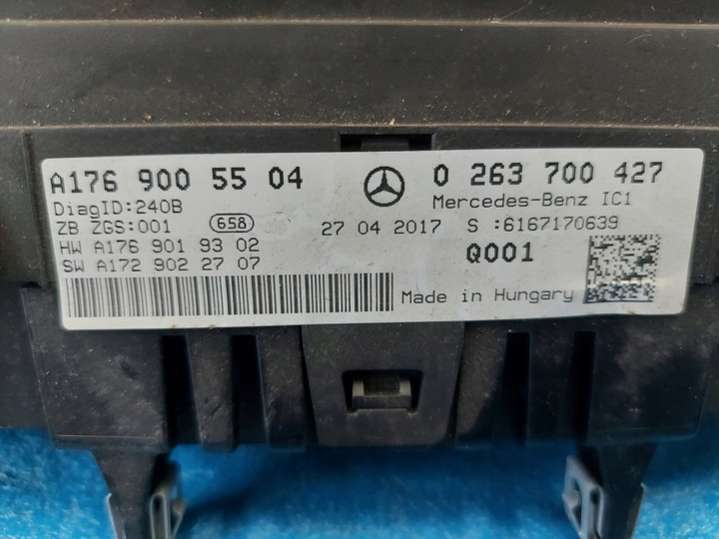 A176 900 55 04
0 263 700 427
DiagID:240B
Mercedes-Benz IC1
ZB ZGS:001
658
27 04 2017
S :6167170639
HW A176 901 93 02
Q001
SW A172 902 27 07
Made in Hungary